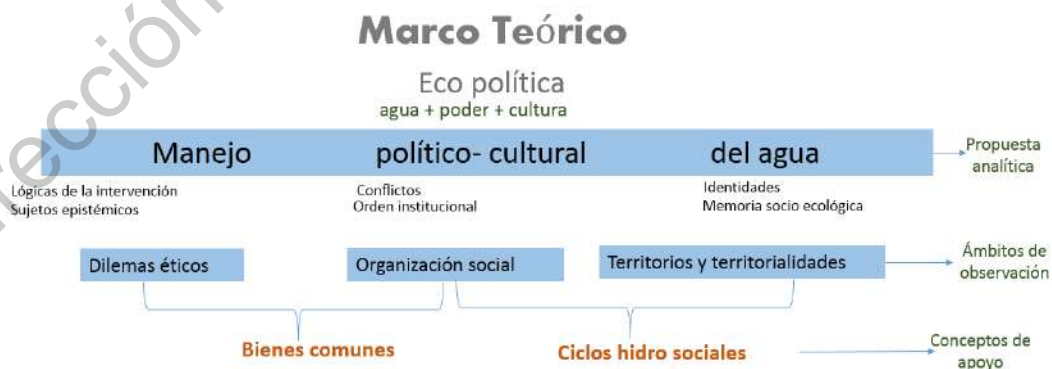 Marco Teórico
Eco política
agua + poder + cultura
Manejo político- cultural del agua
Propuesta
analítica
Lógicas de la intervención
Sujetos epistémicos
Conflictos
Orden institucional
Identidades
Memoria socio ecológica
Dilemas éticos
Organización social
Territorios y territorialidades
Ámbitos de
observación
Bienes comunes
Ciclos hidro sociales
Conceptos de
apoyo